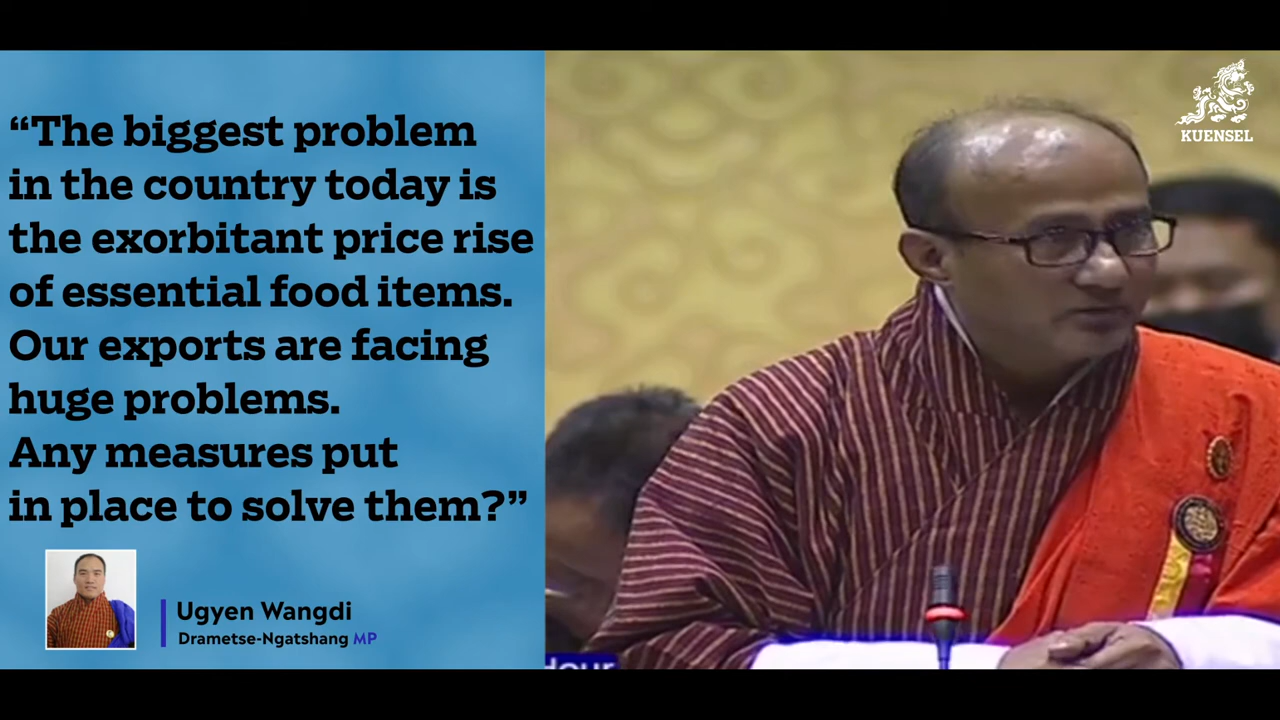 “The biggest problem
in the country today is
the exorbitant price rise
of essential food items.
Our exports are facing
huge problems.
Any measures put
in place to solve them?”
Ugyen Wangdi
Drametse-Ngatshang MP
KUENSEL